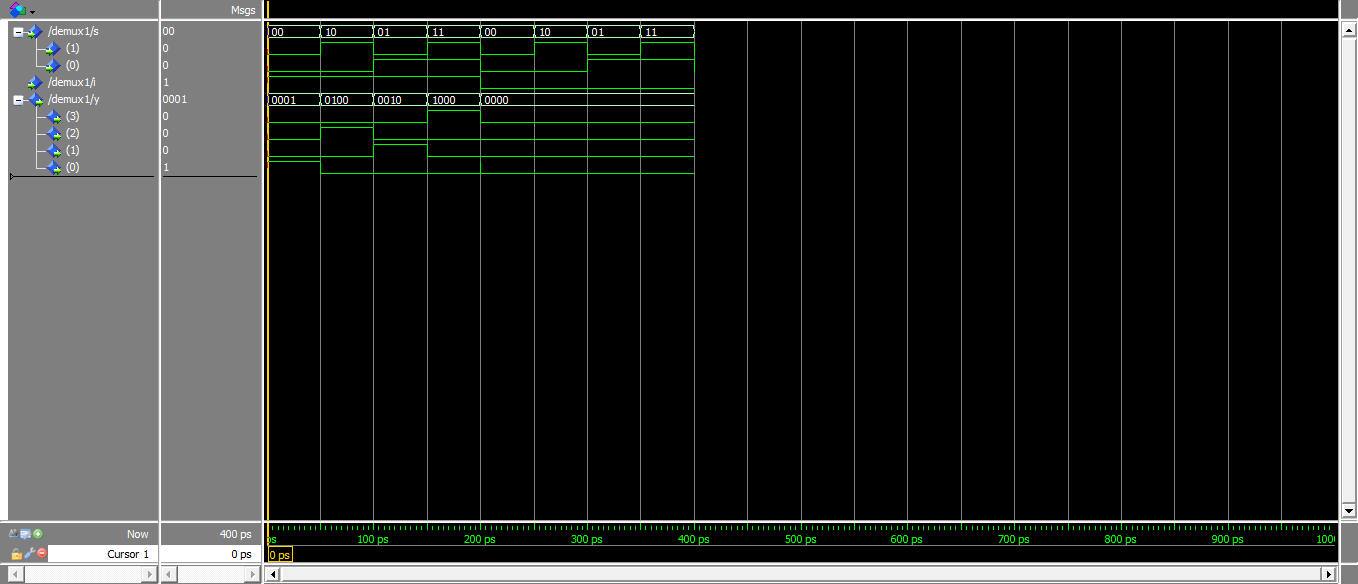 Msgs
/demux1/s 00 00 10 01 11 00 10 01 11
(1) 0
(0) 0
/demux1/i 1
/demux1/y 0001 0001 0100 0010 1000 0000
(3) 0
(2) 0
(1) 0
(0) 1
Now 400 ps ps 100 ps 200 ps 300 ps 400 ps 500 ps 600 ps 700 ps 800 ps 900 ps 100
Cursor 1 0 ps 0 ps